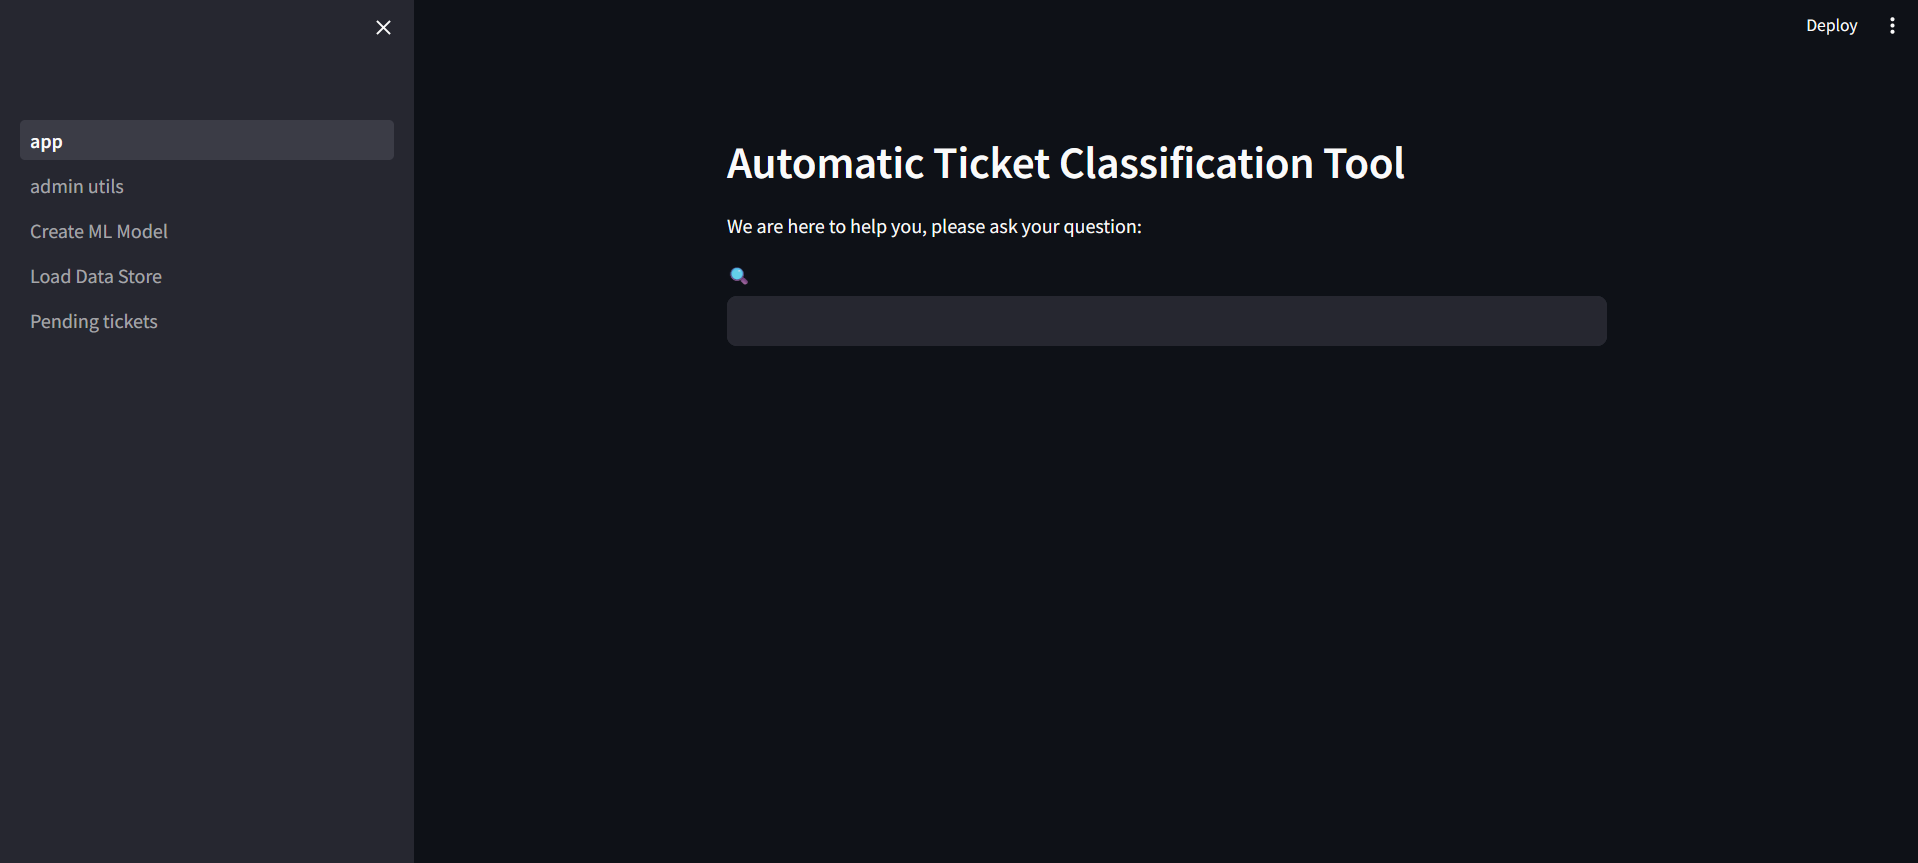 Deploy
app
admin utils
Create ML Model
Load Data Store
Pending tickets
Automatic Ticket Classification Tool
We are here to help you, please ask your question: